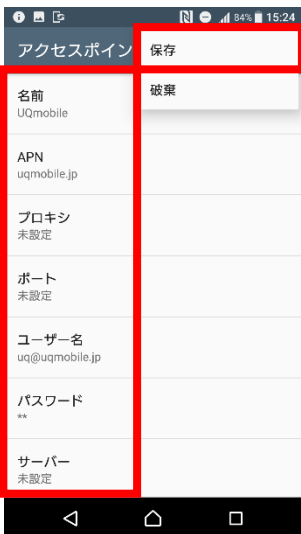 84% 15:24
アクセスポイン
保存
破棄
名前
UQmobile
APN
uqmobile.jp
プロキシ
未設定
ポート
未設定
ユーザー名
uq@uqmobile.jp
パスワード
**
サーバー
未設定